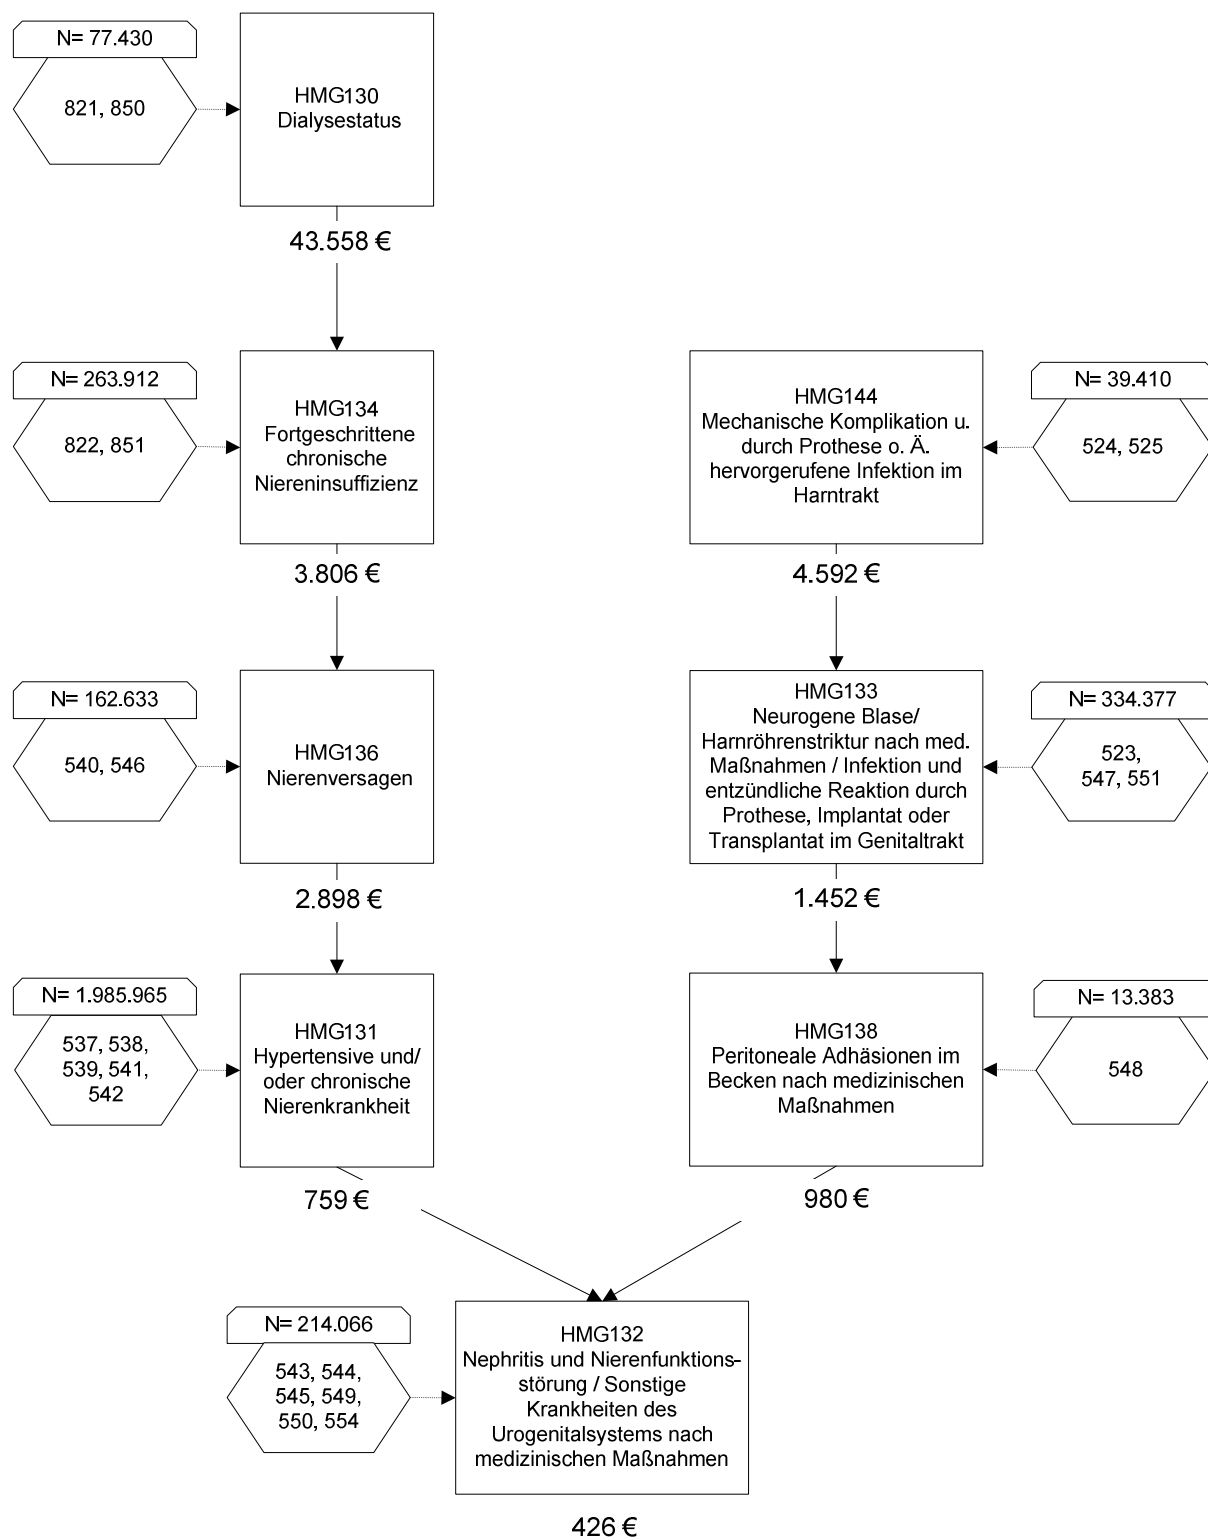 N= 77.430
821, 850
HMG130
Dialysestatus
43.558 €
N= 263.912
822, 851
HMG134
Fortgeschrittene
chronische
Niereninsuffizienz
3.806 €
HMG144
Mechanische Komplikation u.
durch Prothese o. Ä.
hervorgerufene Infektion im
Harntrakt
4.592 €
N= 39.410
524, 525
N= 162.633
540, 546
HMG136
Nierenversagen
2.898 €
HMG133
Neurogene Blase/
Harnröhrenstriktur nach med.
Maßnahmen / Infektion und
entzündliche Reaktion durch
Prothese, Implantat oder
Transplantat im Genitaltrakt
1.452 €
N= 334.377
523,
547, 551
N= 1.985.965
537, 538,
539, 541,
542
HMG131
Hypertensive und/
oder chronische
Nierenkrankheit
759 €
HMG138
Peritoneale Adhäsionen im
Becken nach medizinischen
Maßnahmen
980 €
N= 13.383
548
N= 214.066
543, 544,
545, 549,
550, 554
HMG132
Nephritis und Nierenfunktions-
störung / Sonstige
Krankheiten des
Urogenitalsystems nach
medizinischen Maßnahmen
426 €